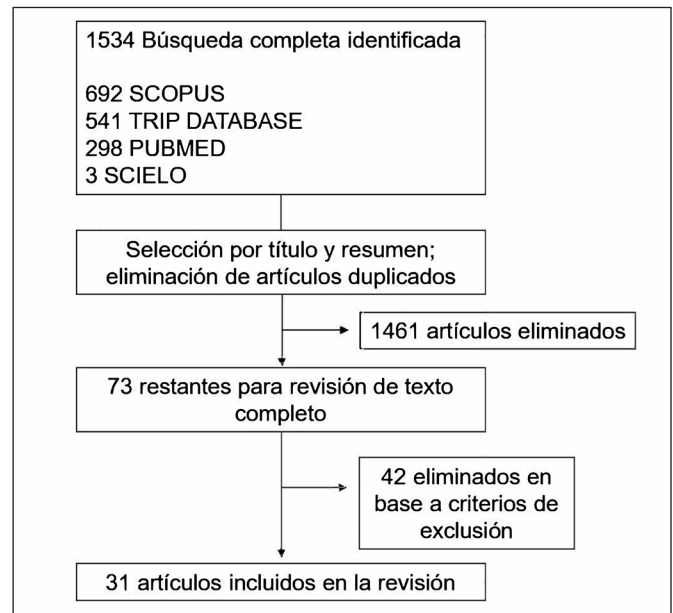 1534 Búsqueda completa identificada
692 SCOPUS
541 TRIP DATABASE
298 PUBMED
3 SCIELO
Selección por título y resumen;
eliminación de artículos duplicados
1461 artículos eliminados
73 restantes para revisión de texto
completo
42 eliminados en
base a criterios de
exclusión
31 artículos incluidos en la revisión